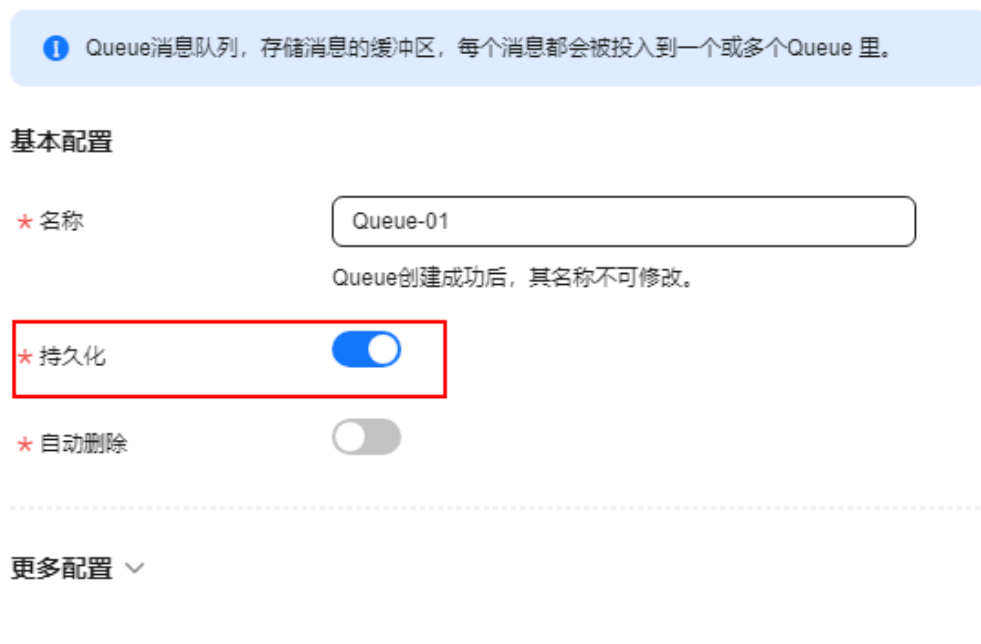 Queue消息队列，存储消息的缓冲区，每个消息都会被投入到一个或多个Queue 里。
基本配置
* 名称
Queue-01
Queue创建成功后，其名称不可修改。
* 持久化
* 自动删除
更多配置